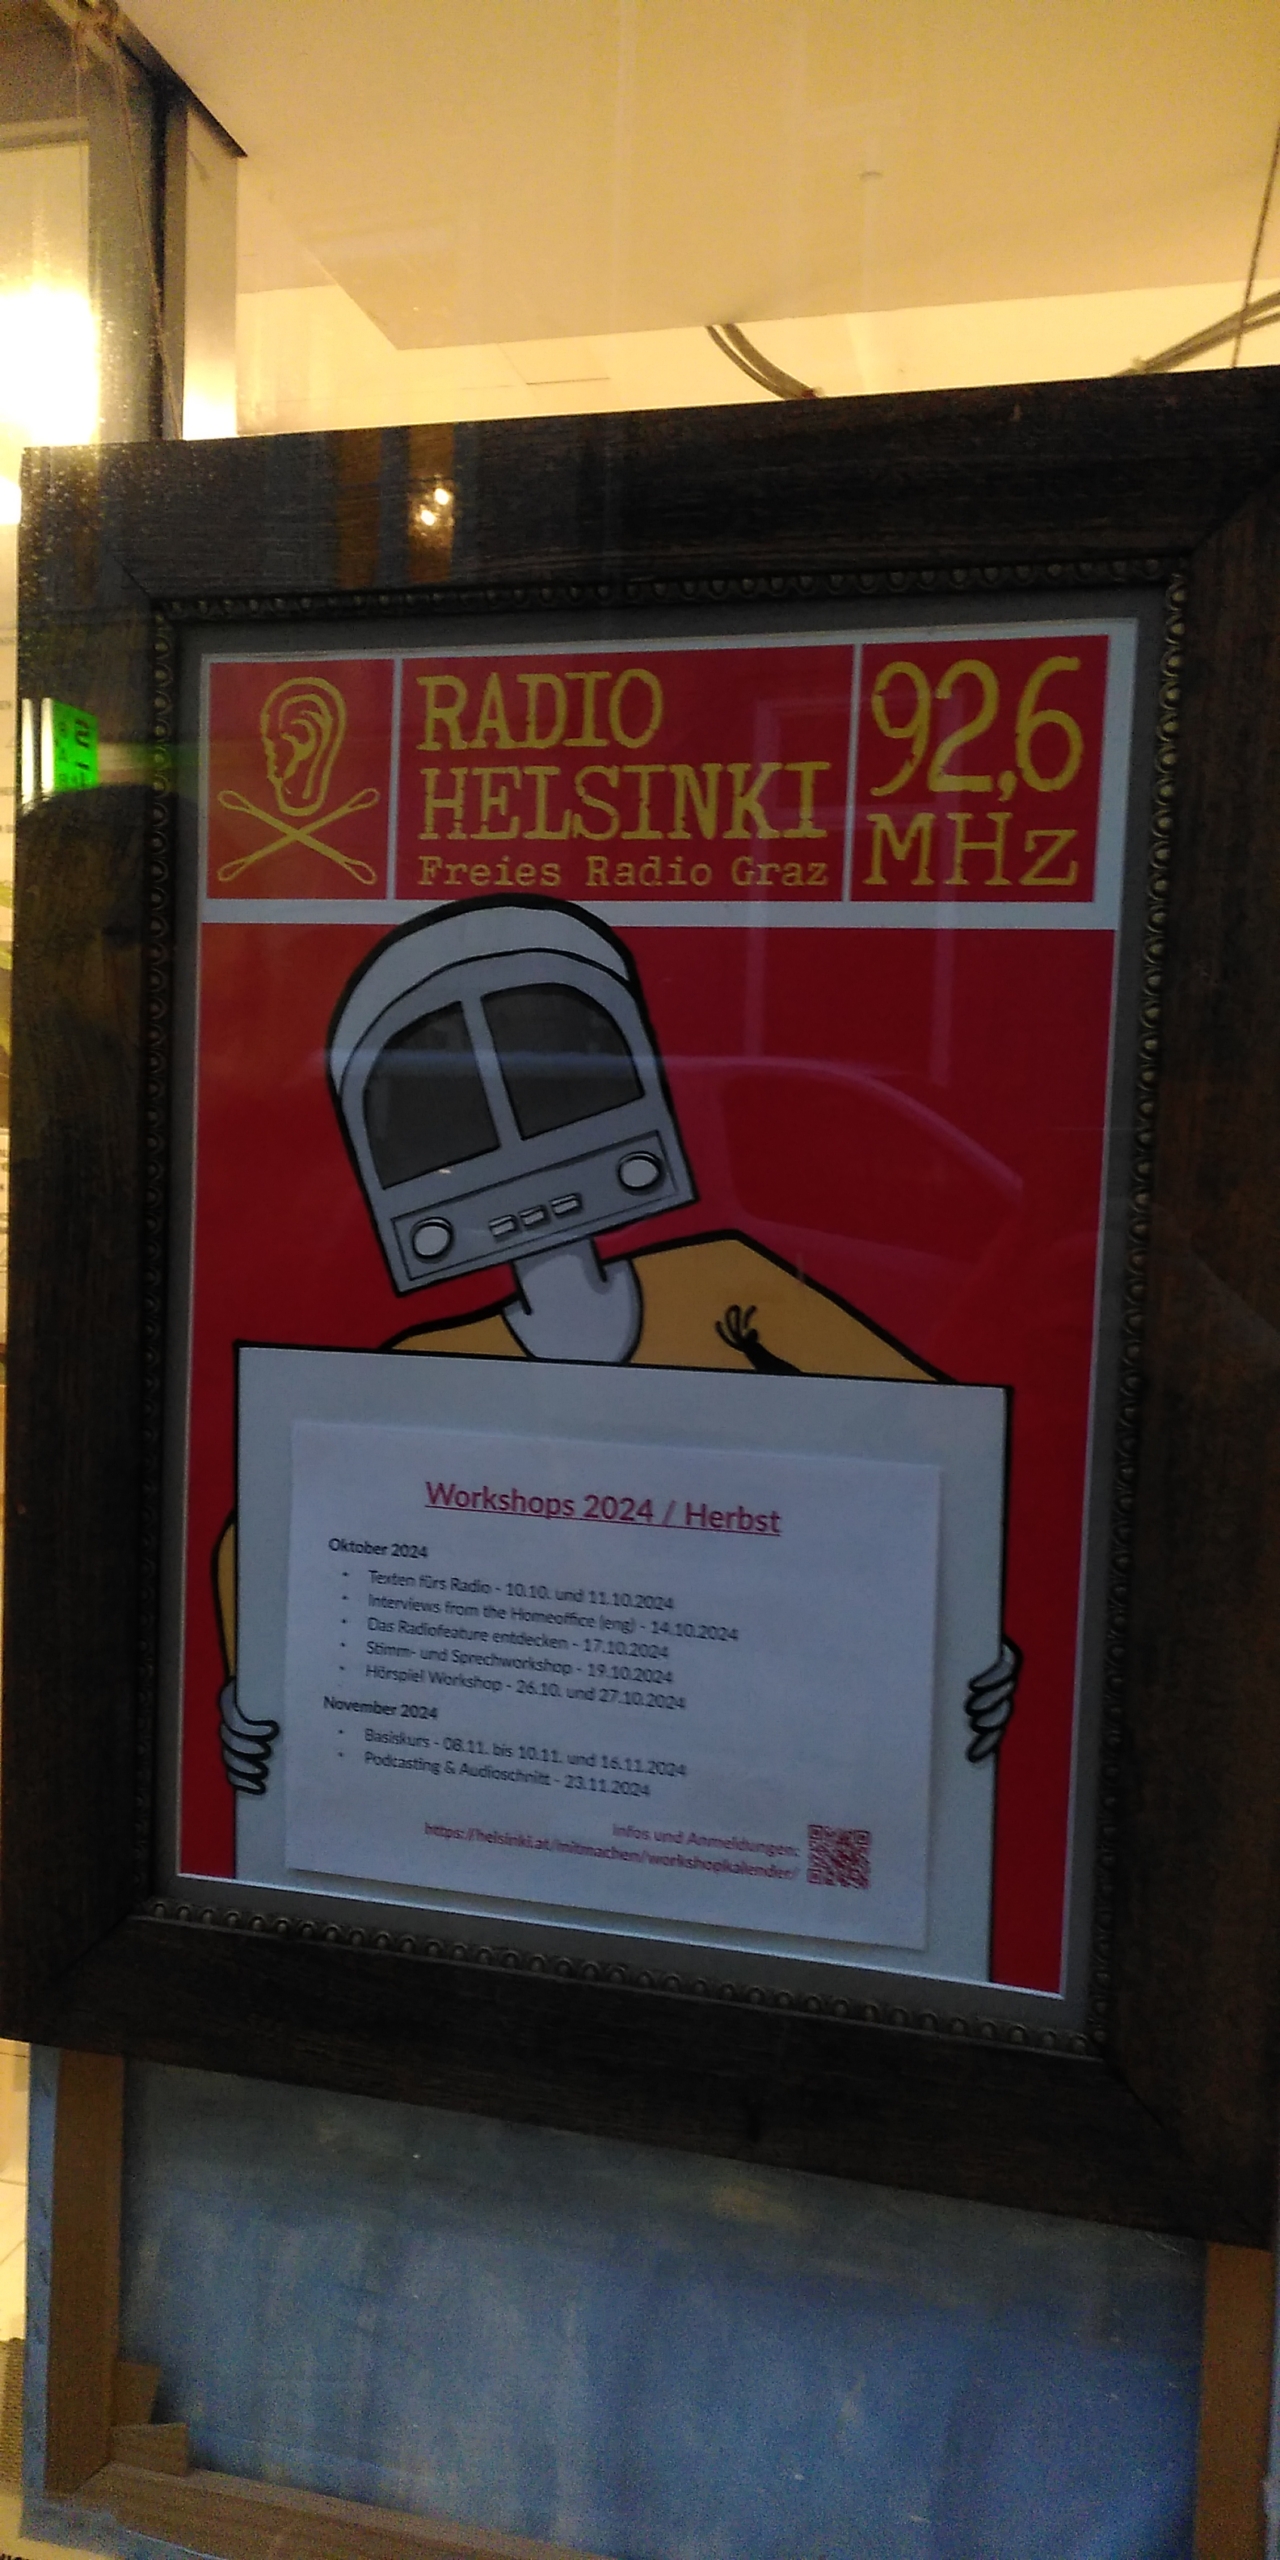 RADIO
HELSINKI
Freies Radio Graz
92,6
MHz
Workshops 2024 / Herbst
Oktober 2024
• Texten fürs Radio - 10.10. und 11.10.2024
• Interviews from the Homeoffice (eng) - 14.10.2024
• Das Radiofeature entdecken - 17.10.2024
• Stimm- und Sprechworkshop - 19.10.2024
• Hörspiel Workshop - 26.10. und 27.10.2024
November 2024
• Basiskurs - 08.11. bis 10.11. und 16.11.2024
• Podcasting & Audioschnitt - 23.11.2024
Infos und Anmeldungen:
https://helsinki.at/mitmachen/workshopkalender/